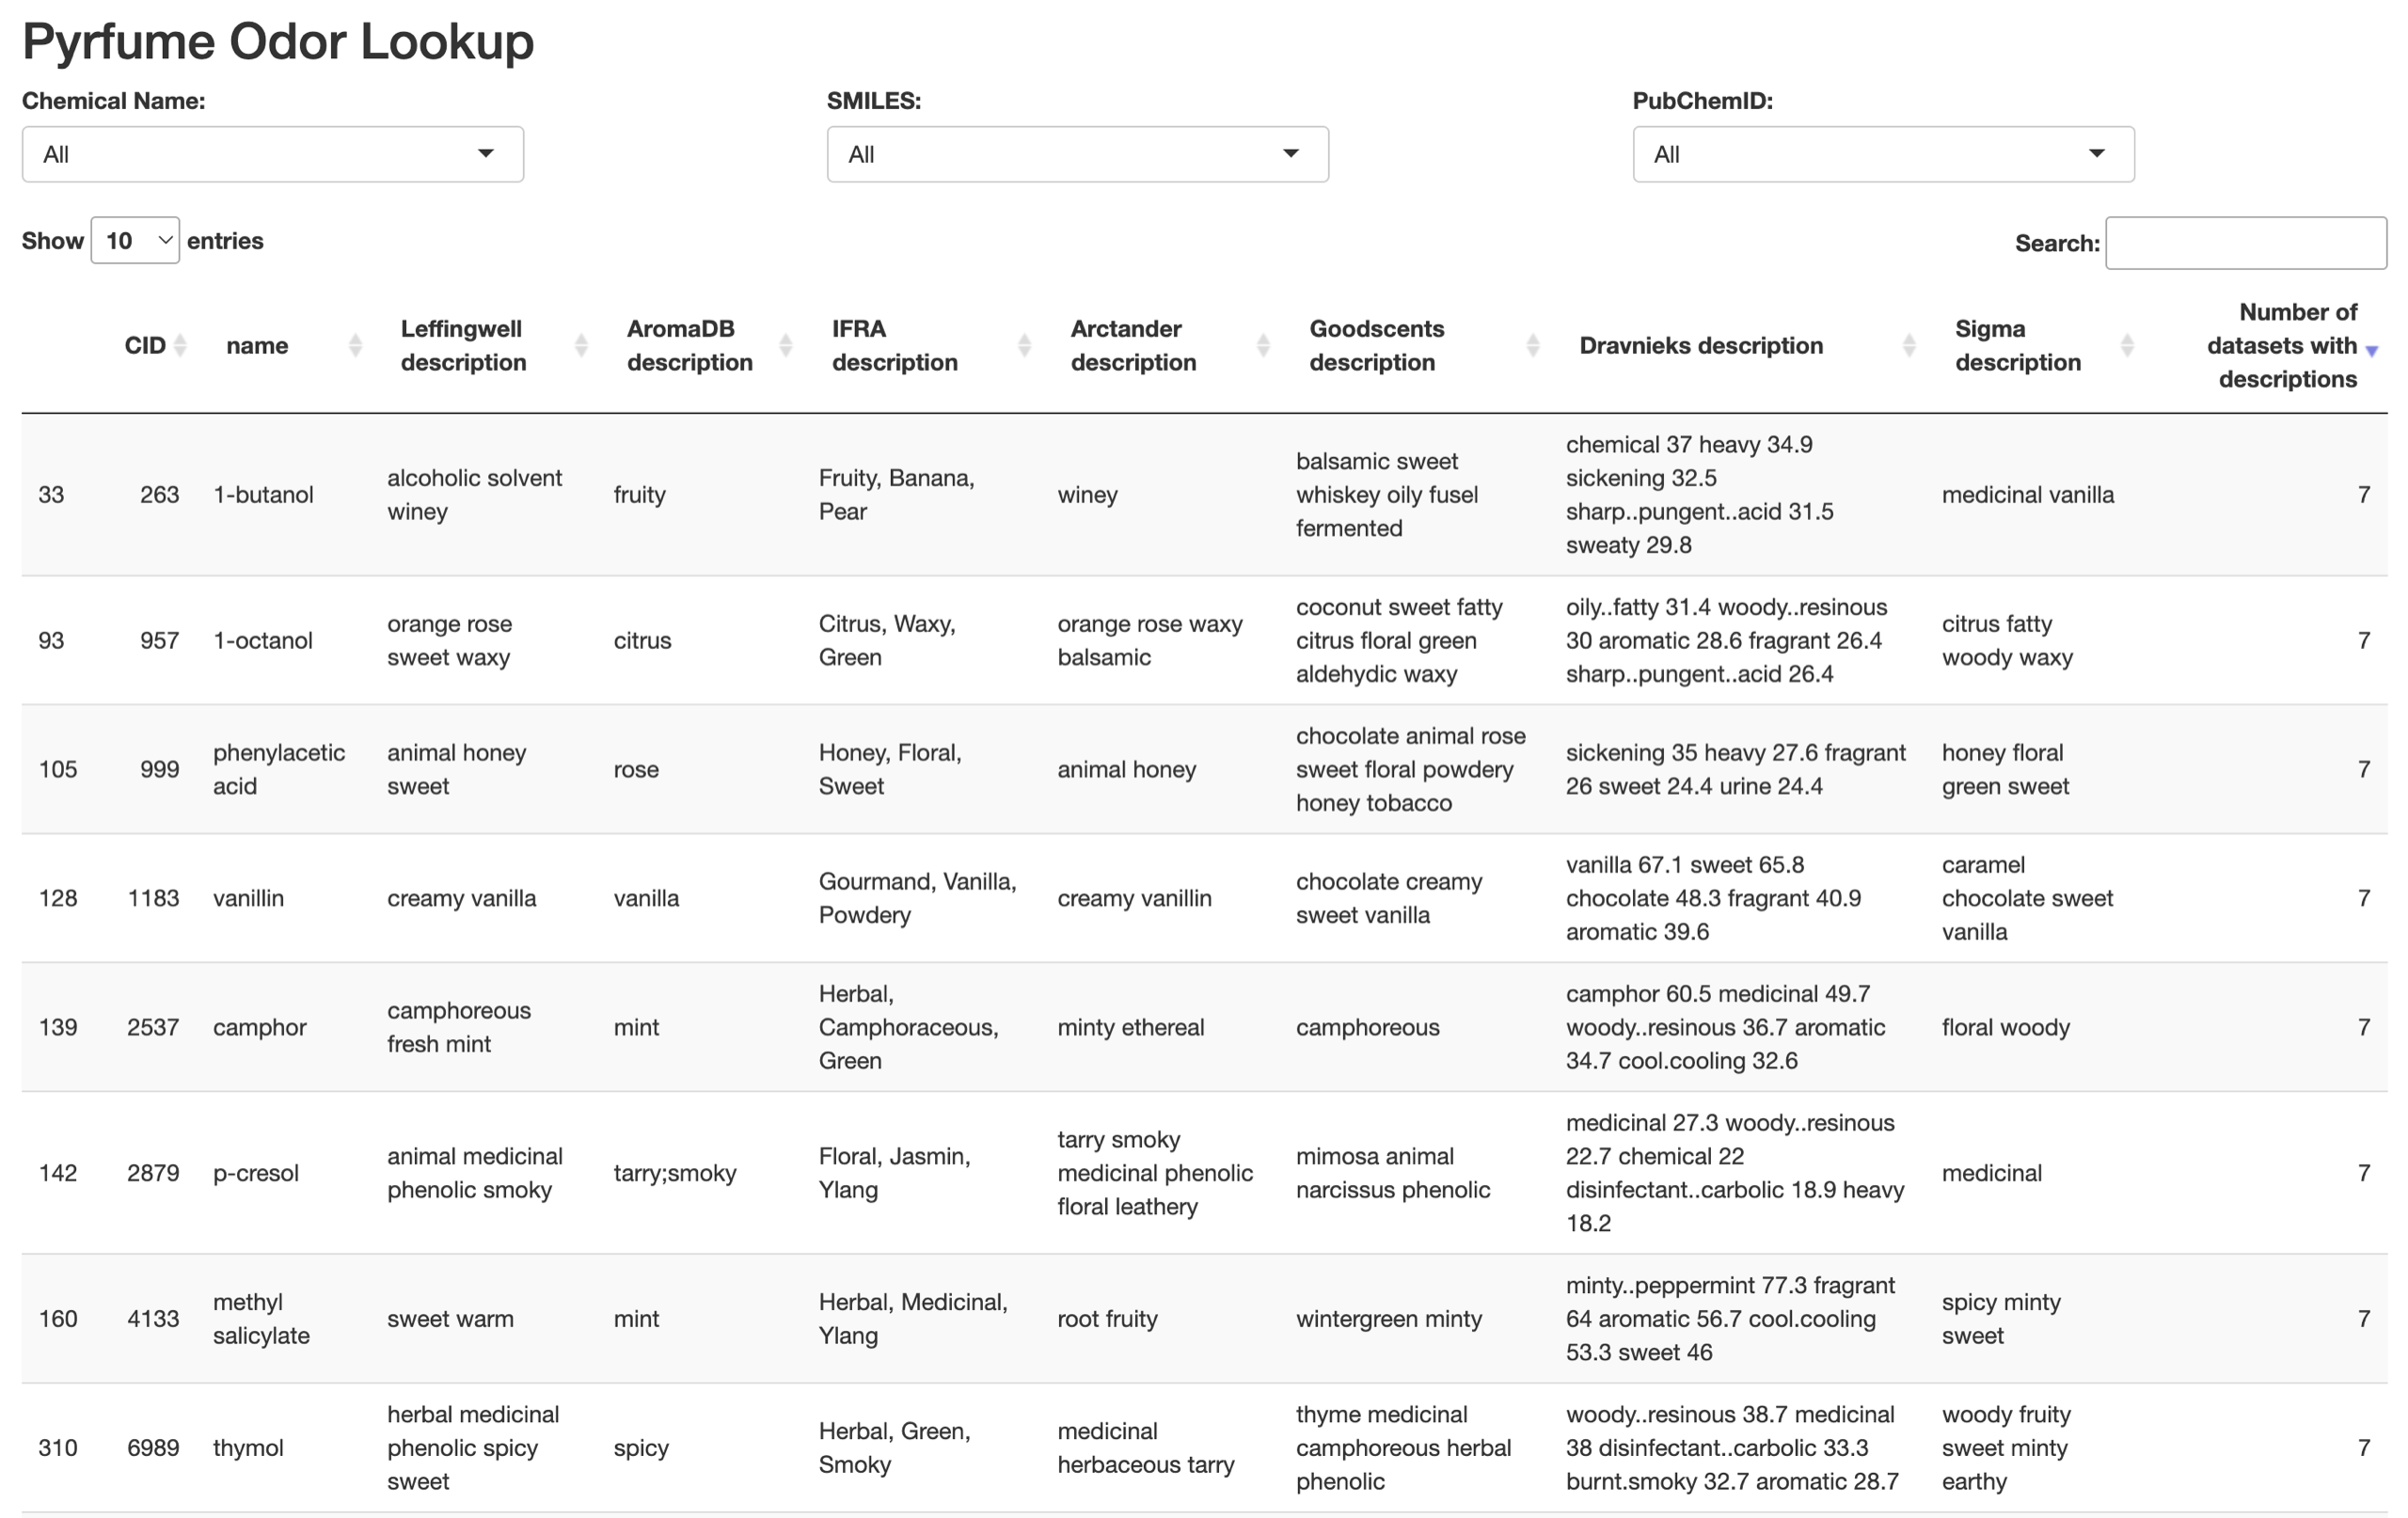 Pyrfume Odor Lookup
Chemical Name:
SMILES:
PubChemID:
All
All
All
Show 10 entries
Search:
CID
name
Leffingwell
description
AromaDB
description
IFRA
description
Arctander
description
Goodscents
description
Dravnieks description
Sigma
description
Number of
datasets with
descriptions
33
263
1-butanol
alcoholic solvent
winey
fruity
Fruity, Banana,
Pear
winey
balsamic sweet
whiskey oily fusel
fermented
chemical 37 heavy 34.9
sickening 32.5
sharp..pungent..acid 31.5
sweaty 29.8
medicinal vanilla
7
93
957
1-octanol
orange rose
sweet waxy
citrus
Citrus, Waxy,
Green
orange rose waxy
balsamic
coconut sweet fatty
citrus floral green
aldehydic waxy
oily..fatty 31.4 woody..resinous
30 aromatic 28.6 fragrant 26.4
sharp..pungent..acid 26.4
citrus fatty
woody waxy
7
105
999
phenylacetic
acid
animal honey
sweet
rose
Honey, Floral,
Sweet
animal honey
chocolate animal rose
sweet floral powdery
honey tobacco
sickening 35 heavy 27.6 fragrant
26 sweet 24.4 urine 24.4
honey floral
green sweet
7
128
1183
vanillin
creamy vanilla
vanilla
Gourmand, Vanilla,
Powdery
creamy vanillin
chocolate creamy
sweet vanilla
vanilla 67.1 sweet 65.8
chocolate 48.3 fragrant 40.9
aromatic 39.6
caramel
chocolate sweet
vanilla
7
139
2537
camphor
camphoreous
fresh mint
mint
Herbal,
Camphoraceous,
Green
minty ethereal
camphoreous
camphor 60.5 medicinal 49.7
woody..resinous 36.7 aromatic
34.7 cool.cooling 32.6
floral woody
7
142
2879
p-cresol
animal medicinal
phenolic smoky
tarry;smoky
Floral, Jasmin,
Ylang
tarry smoky
medicinal phenolic
floral leathery
mimosa animal
narcissus phenolic
medicinal 27.3 woody..resinous
22.7 chemical 22
disinfectant..carbolic 18.9 heavy
18.2
medicinal
7
160
4133
methyl
salicylate
sweet warm
mint
Herbal, Medicinal,
Ylang
root fruity
wintergreen minty
minty..peppermint 77.3 fragrant
64 aromatic 56.7 cool.cooling
53.3 sweet 46
spicy minty
sweet
7
310
6989
thymol
herbal medicinal
phenolic spicy
sweet
spicy
Herbal, Green,
Smoky
medicinal
herbaceous tarry
thyme medicinal
camphoreous herbal
phenolic
woody..resinous 38.7 medicinal
38 disinfectant..carbolic 33.3
burnt.smoky 32.7 aromatic 28.7
woody fruity
sweet minty
earthy
7